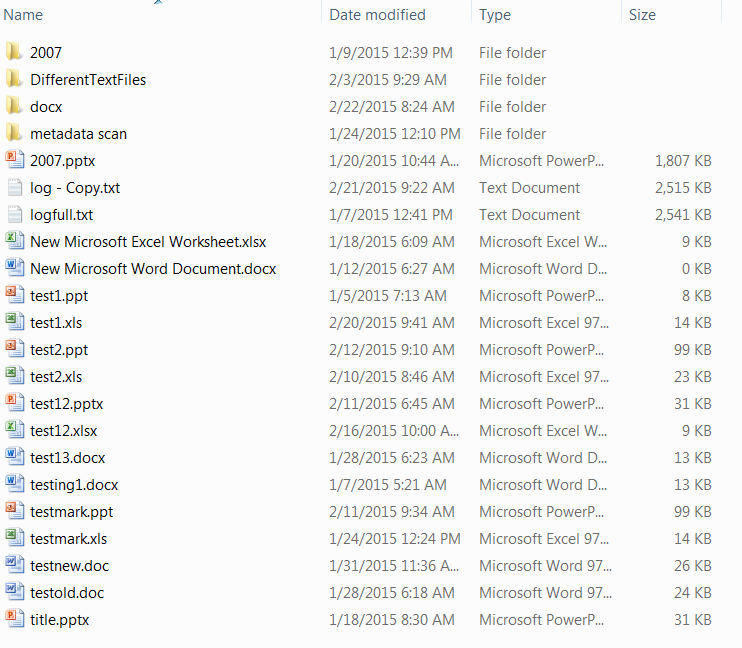 Name Date modified Type Size
2007 1/9/2015 12:39 PM File folder
DifferentTextFiles 2/3/2015 9:29 AM File folder
docx 2/22/2015 8:24 AM File folder
metadata scan 1/24/2015 12:10 PM File folder
2007.pptx 1/20/2015 10:44 A... Microsoft PowerP... 1,807 KB
log - Copy.txt 2/21/2015 9:22 AM Text Document 2,515 KB
logfull.txt 1/7/2015 12:41 PM Text Document 2,541 KB
New Microsoft Excel Worksheet.xlsx 1/18/2015 6:09 AM Microsoft Excel W... 9 KB
New Microsoft Word Document.docx 1/12/2015 6:27 AM Microsoft Word D... 0 KB
test1.ppt 1/5/2015 7:13 AM Microsoft PowerP... 8 KB
test1.xls 2/20/2015 9:41 AM Microsoft Excel 97... 14 KB
test2.ppt 2/12/2015 9:10 AM Microsoft PowerP... 99 KB
test2.xls 2/10/2015 8:46 AM Microsoft Excel 97... 23 KB
test12.pptx 2/11/2015 6:45 AM Microsoft PowerP... 31 KB
test12.xlsx 2/16/2015 10:00 A... Microsoft Excel W... 9 KB
test13.docx 1/28/2015 6:23 AM Microsoft Word D... 13 KB
testing1.docx 1/7/2015 5:21 AM Microsoft Word D... 13 KB
testmark.ppt 2/11/2015 9:34 AM Microsoft PowerP... 99 KB
testmark.xls 1/24/2015 12:24 PM Microsoft Excel 97... 14 KB
testnew.doc 1/31/2015 11:36 A... Microsoft Word 97... 26 KB
testold.doc 1/28/2015 6:18 AM Microsoft Word 97... 24 KB
title.pptx 1/18/2015 8:30 AM Microsoft PowerP... 31 KB